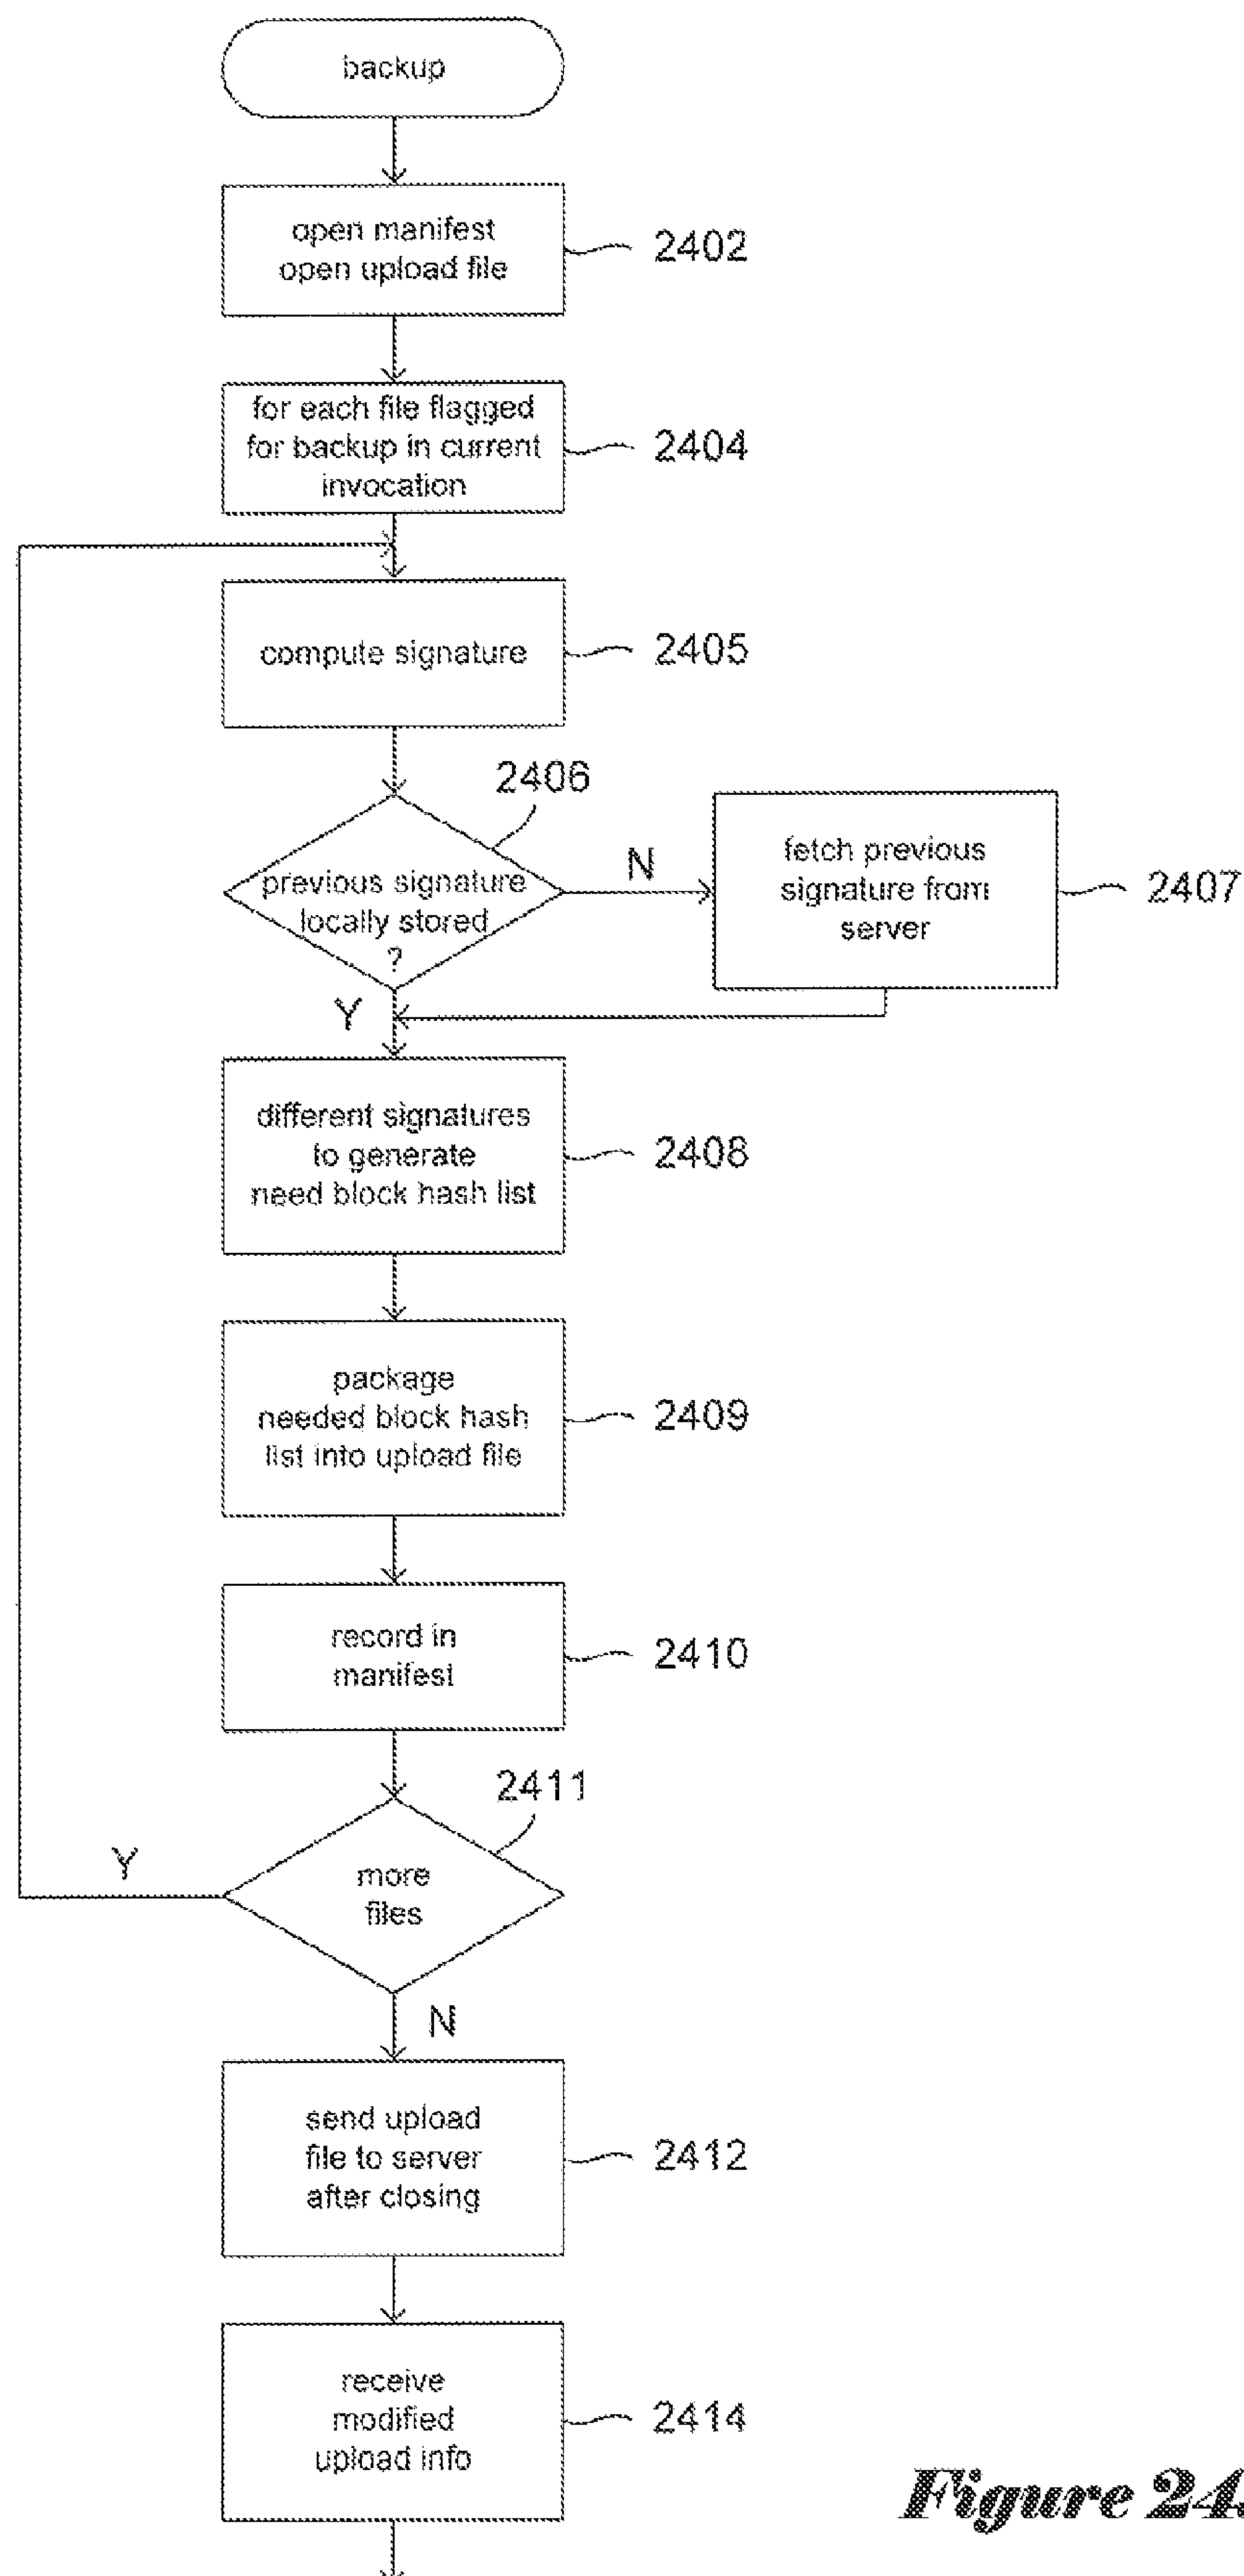 backup
open manifest
open upload file
2402
for each file flagged
for backup in current
invocation
2404
compute signature
2405
2406
previous signature
locally stored
?
N
Y
fetch previous
signature from
server
2407
different signatures
to generate
need block hash list
2408
package
needed block hash
list into upload file
2409
record in
manifest
2410
2411
more
files
Y
N
send upload
file to server
after closing
2412
receive
modified
upload info
2414
Figure 24